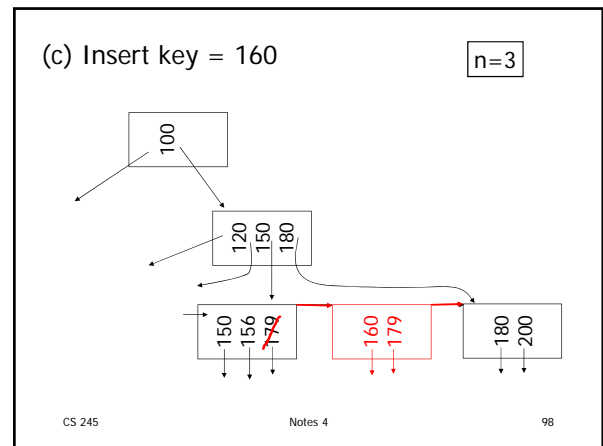 (c) Insert key = 160
n=3
100
120 150 180
150 156 179
160 179
180 200
CS 245
Notes 4
98